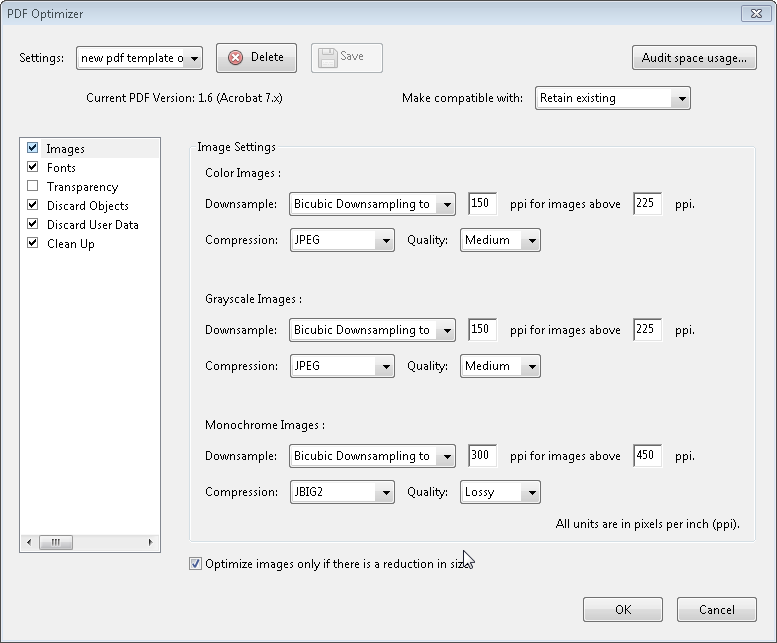 PDF Optimizer
Settings: new pdf template o Delete Save Audit space usage...
Current PDF Version: 1.6 (Acrobat 7.x) Make compatible with: Retain existing
Images
Fonts
Transparency
Discard Objects
Discard User Data
Clean Up
Image Settings
Color Images :
Downsample: Bicubic Downsampling to 150 ppi for images above 225 ppi.
Compression: JPEG Quality: Medium
Grayscale Images :
Downsample: Bicubic Downsampling to 150 ppi for images above 225 ppi.
Compression: JPEG Quality: Medium
Monochrome Images :
Downsample: Bicubic Downsampling to 300 ppi for images above 450 ppi.
Compression: JBIG2 Quality: Lossy
All units are in pixels per inch (ppi).
Optimize images only if there is a reduction in size.
OK Cancel